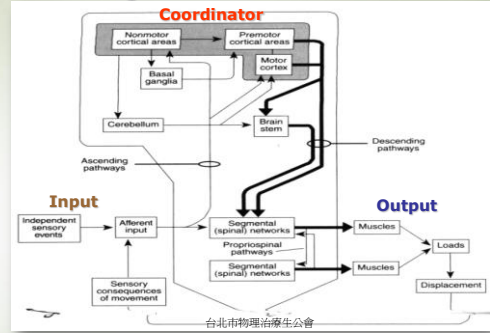 Coordinator
Nonmotor
cortical areas
Premotor
cortical areas
Motor
cortex
Basal
ganglia
Cerebellum
Brain
stem
Descending
pathways
Ascending
pathways
Input
Output
Independent
sensory
events
Afferent
input
Segmental
(spinal) networks
Muscles
Propriospinal
pathways
Loads
Segmental
(spinal) networks
Muscles
Sensory
consequences
of movement
Displacement
台北市物理治療生公會